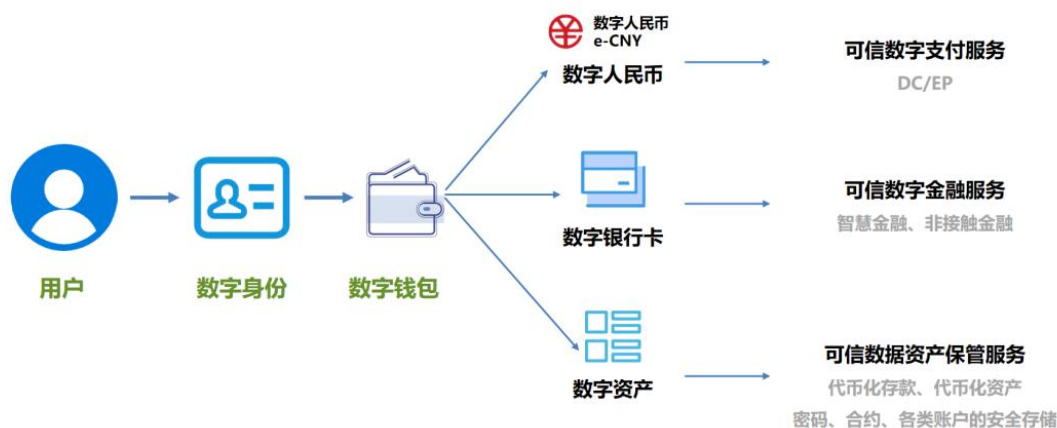 数字人民币
e-CNY
数字人民币
可信数字支付服务
DC/EP
用户
数字身份
数字钱包
数字银行卡
可信数字金融服务
智慧金融、非接触金融
数字资产
可信数据资产保管服务
代币化存款、代币化资产
密码、合约、各类账户的安全存储